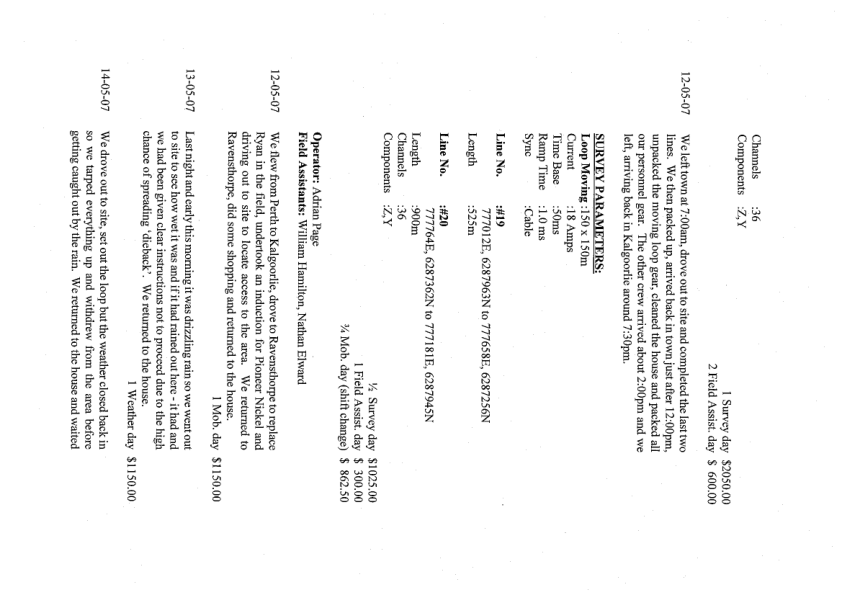 Channels :36
Components :Z,Y
1 Survey day $2050.00
2 Field Assist. day $ 600.00
12-05-07 We left town at 7:00am, drove out to site and completed the last two
lines. We then packed up, arrived back in town just after 12:00pm,
unpacked the moving loop gear, cleaned the house and packed all
our personnel gear. The other crew arrived about 2:00pm and we
left, arriving back in Kalgoorlie around 7:30pm.
SURVEY PARAMETERS:
Loop Moving :150 x 150m
Current :18 Amps
Time Base :50ms
Ramp Time :1.0 ms
Sync :Cable
Line No. :#19
777012E, 6287963N to 777658E, 6287256N
Length :525m
Line No. :#20
777764E, 6287362N to 777181E, 6287945N
Length :900m
Channels :36
Components :Z,Y
½ Survey day $1025.00
1 Field Assist. day $ 300.00
¾ Mob. day (shift change) $ 862.50
Operator: Adrian Page
Field Assistants: William Hamilton, Nathan Elward
12-05-07 We flew from Perth to Kalgoorlie, drove to Ravensthorpe to replace
Ryan in the field, undertook an induction for Pioneer Nickel and
driving out to site to locate access to the area. We returned to
Ravensthorpe, did some shopping and returned to the house.
1 Mob. day $1150.00
13-05-07 Last night and early this morning it was drizzling rain so we went out
to site to see how wet it was and if it had rained out here - it had and
we had been given clear instructions not to proceed due to the high
chance of spreading 'dieback'. We returned to the house.
1 Weather day $1150.00
14-05-07 We drove out to site, set out the loop but the weather closed back in
so we tarped everything up and withdrew from the area before
getting caught out by the rain. We returned to the house and waited